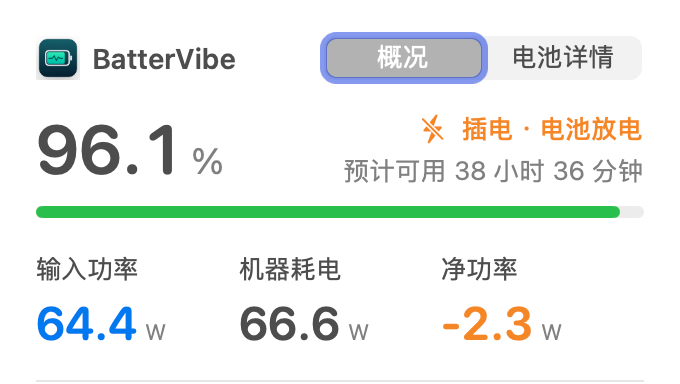 BatterVibe 概况 电池详情
96.1 % 插电 · 电池放电
预计可用 38 小时 36 分钟
输入功率 机器耗电 净功率
64.4 W 66.6 W -2.3 W